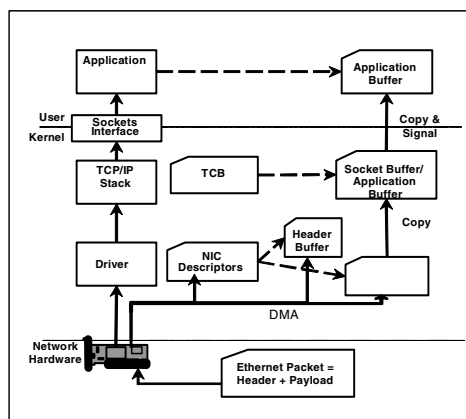 Application
Application
Buffer
User
Kernel
Sockets
Interface
Copy &
Signal
TCP/IP
Stack
TCB
Socket Buffer/
Application
Buffer
Copy
Header
Buffer
NIC
Descriptors
Driver
DMA
Network
Hardware
Ethernet Packet =
Header + Payload